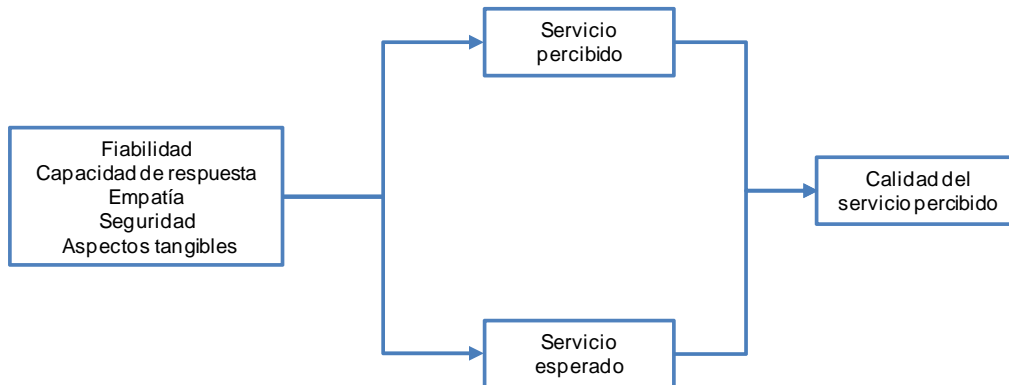 Servicio
percibido
Fiabilidad
Capacidad de respuesta
Empatía
Seguridad
Aspectos tangibles
Calidad del
servicio percibido
Servicio
esperado